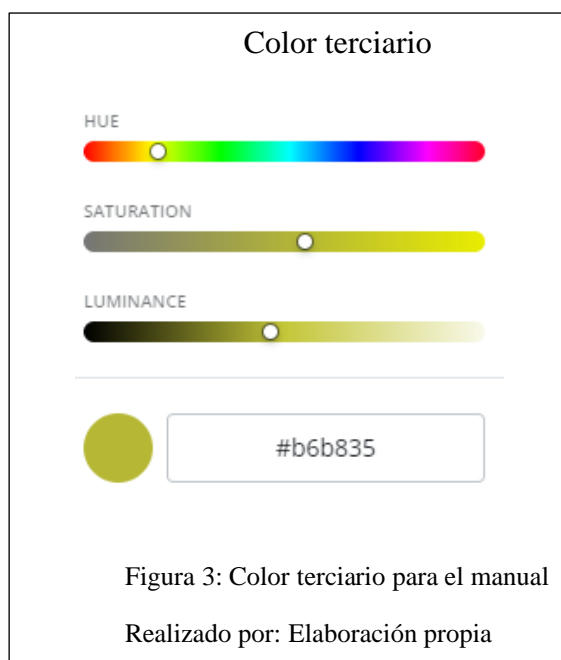 Color terciario
HUE
SATURATION
LUMINANCE
#b6b835
Figura 3: Color terciario para el manual
Realizado por: Elaboración propia